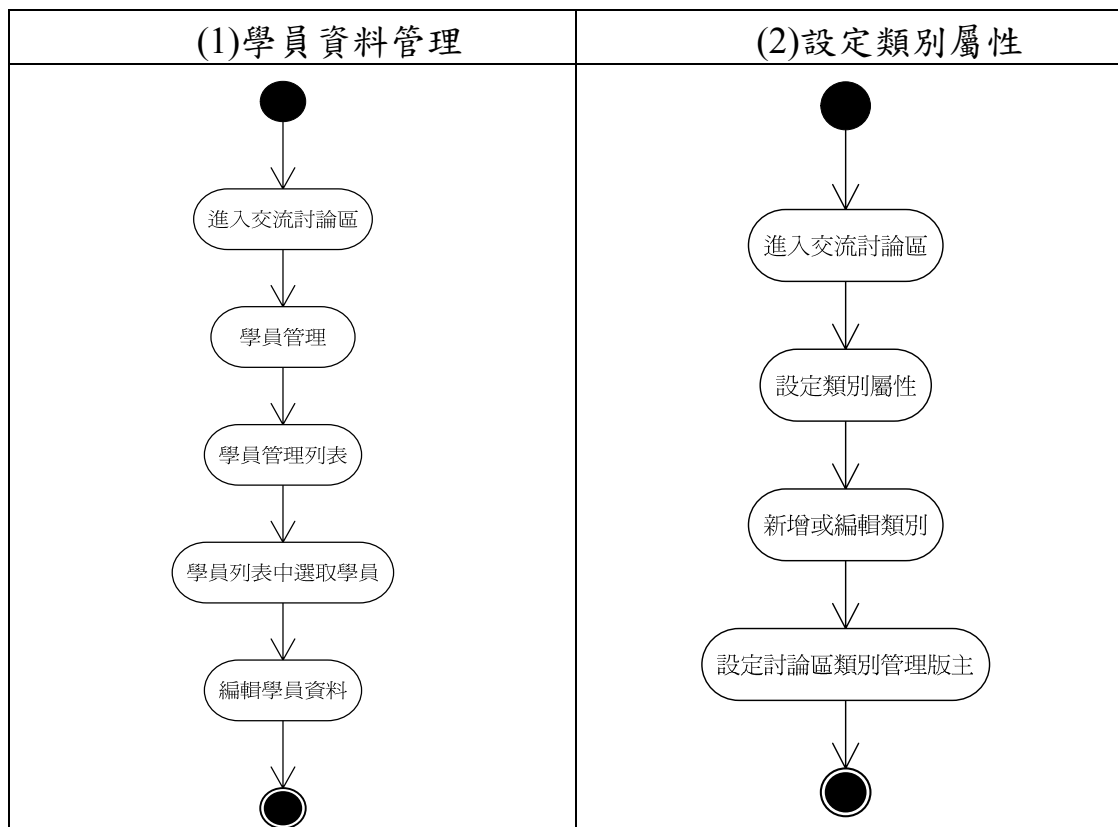 (1)學員資料管理
進入交流討論區
學員管理
學員管理列表
學員列表中選取學員
編輯學員資料
(2)設定類別屬性
進入交流討論區
設定類別屬性
新增或編輯類別
設定討論區類別管理版主